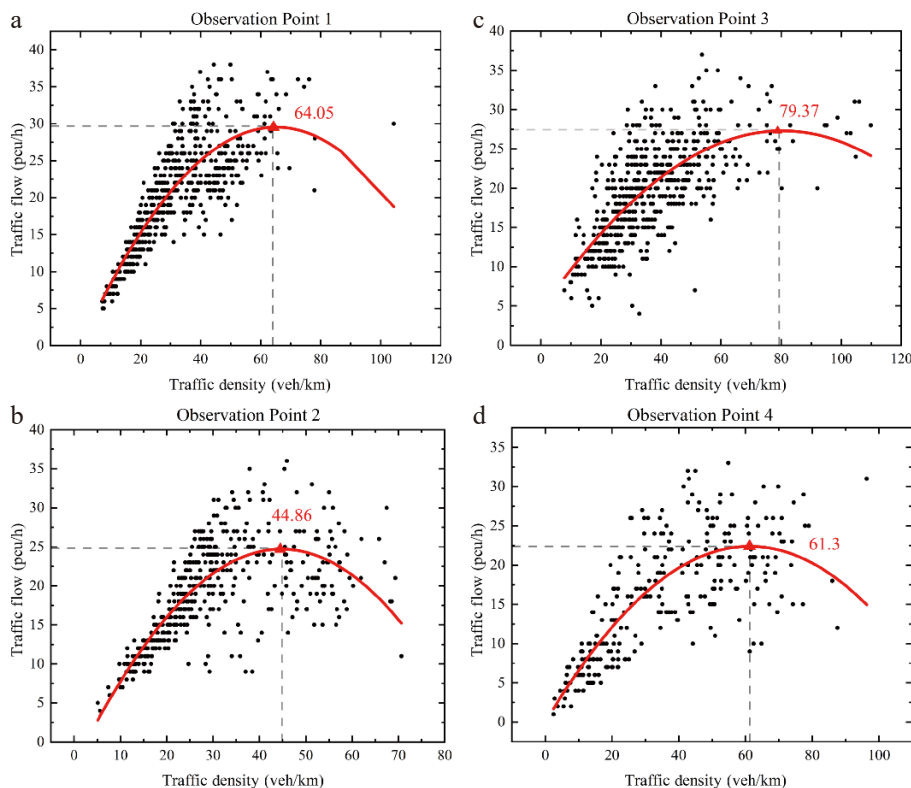 a
Observation Point 1
40
35
30
25
20
15
10
5
0
Traffic flow (pcu/h)
64.05
0 20 40 60 80 100 120
Traffic density (veh/km)
c
Observation Point 3
40
35
30
25
20
15
10
5
0
Traffic flow (pcu/h)
79.37
0 20 40 60 80 100 120
Traffic density (veh/km)
b
Observation Point 2
40
35
30
25
20
15
10
5
0
Traffic flow (pcu/h)
44.86
0 10 20 30 40 50 60 70 80
Traffic density (veh/km)
d
Observation Point 4
35
30
25
20
15
10
5
0
Traffic flow (pcu/h)
61.3
0 20 40 60 80 100
Traffic density (veh/km)